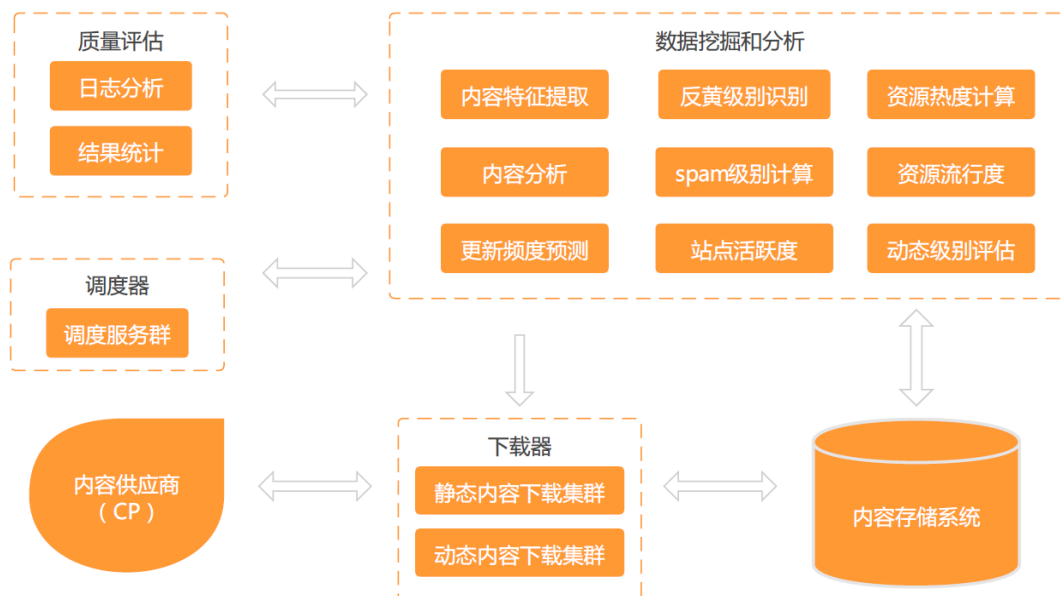 质量评估
日志分析
结果统计
数据挖掘和分析
内容特征提取
反黄级别识别
资源热度计算
内容分析
spam级别计算
资源流行度
更新频度预测
站点活跃度
动态级别评估
调度器
调度服务群
内容供应商
（CP）
下载器
静态内容下载集群
动态内容下载集群
内容存储系统